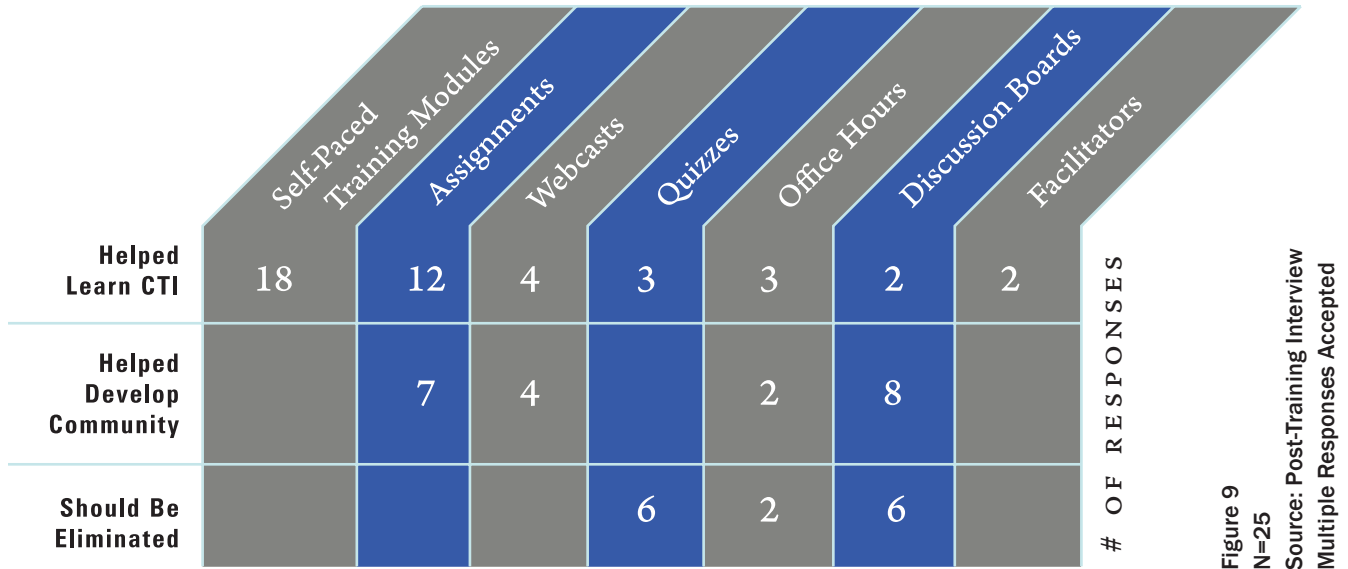 Self-Paced
Training Modules
Assignments
Webcasts
Quizzes
Office Hours
Discussion Boards
Facilitators
Helped
Learn CTI
18 12 4 3 3 2 2
Helped
Develop
Community
7 4 2 8
Should Be
Eliminated
6 2 6
# OF RESPONSES
Figure 9
N=25
Source: Post-Training Interview
Multiple Responses Accepted